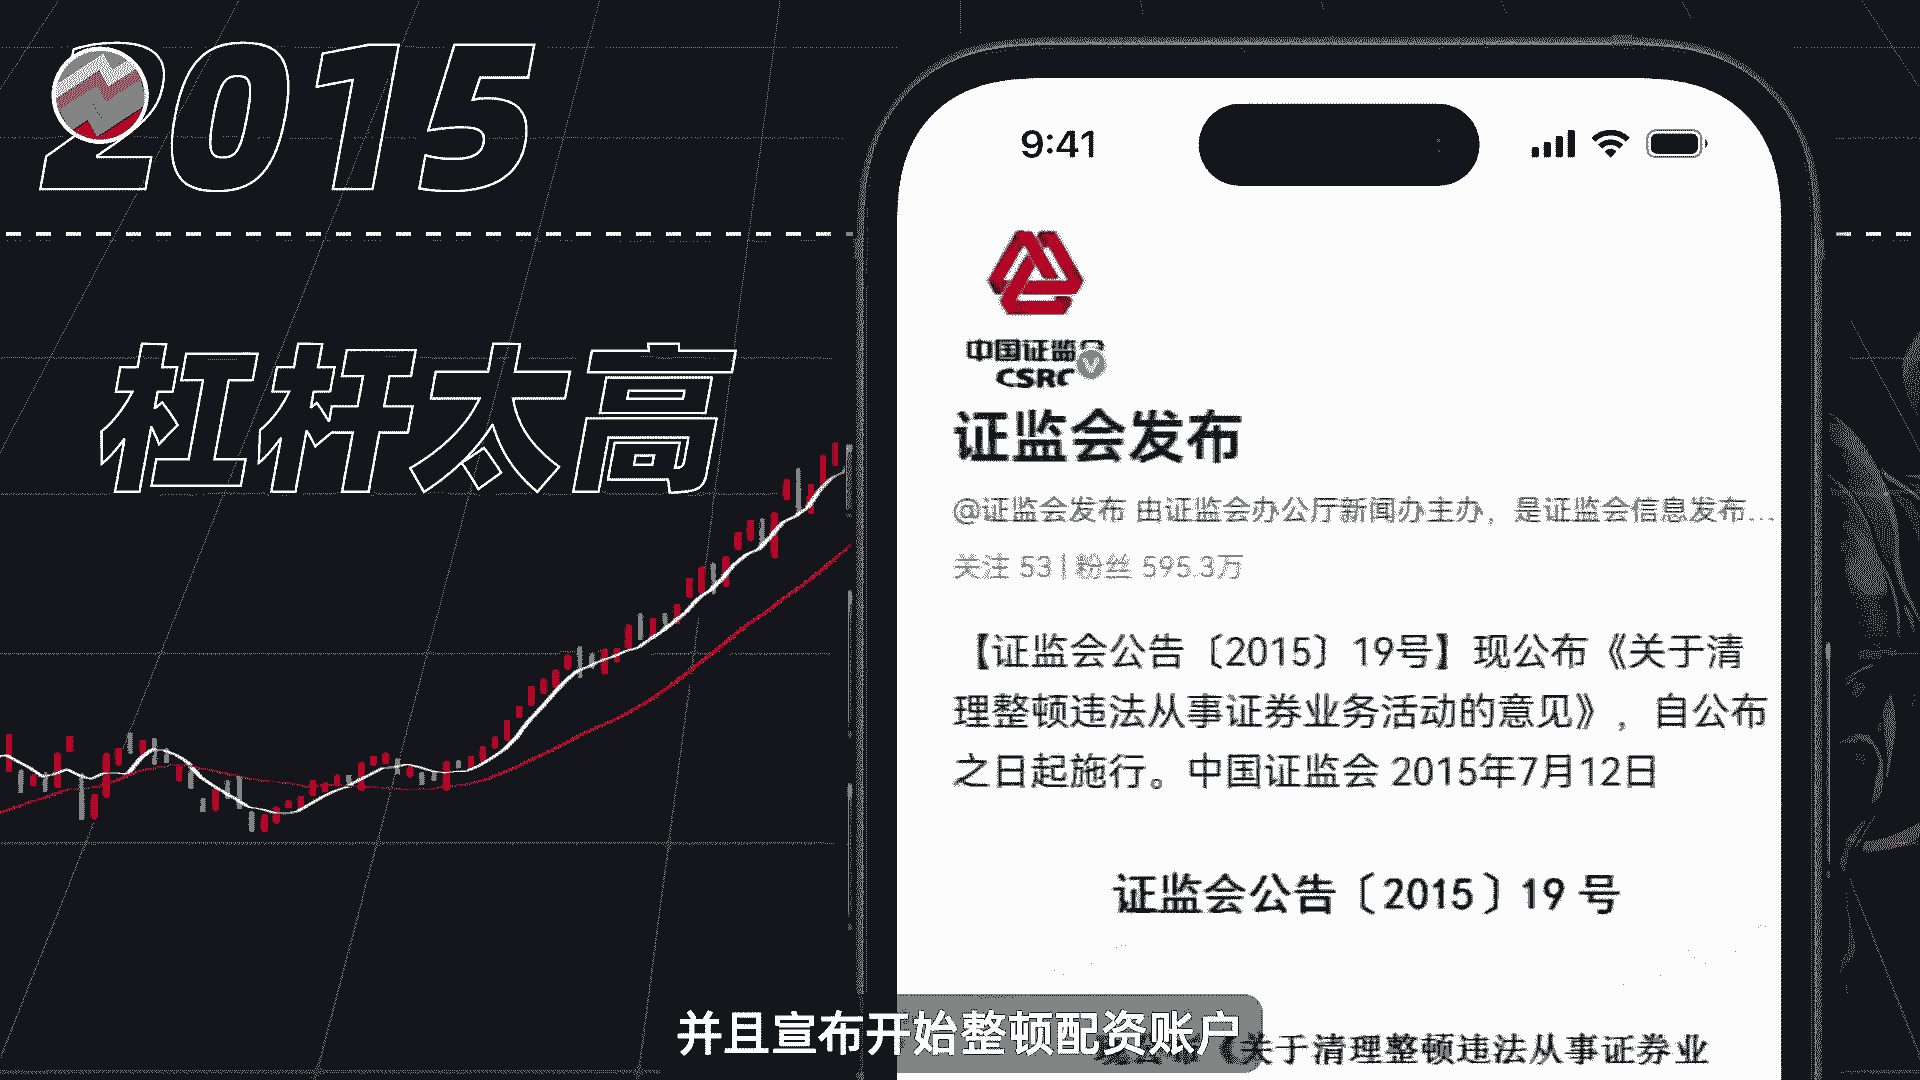 2015
杠杆太高
9:41
中国证监会
CSRC
证监会发布
@证监会发布 由证监会办公厅新闻办主办，是证监会信息发布...
关注 53 | 粉丝 595.3万
【证监会公告〔2015〕19号】现公布《关于清
理整顿违法从事证券业务活动的意见》，自公布
之日起施行。中国证监会 2015年7月12日
证监会公告〔2015〕19 号
《关于清理整顿违法从事证券业
并且宣布开始整顿配资账户